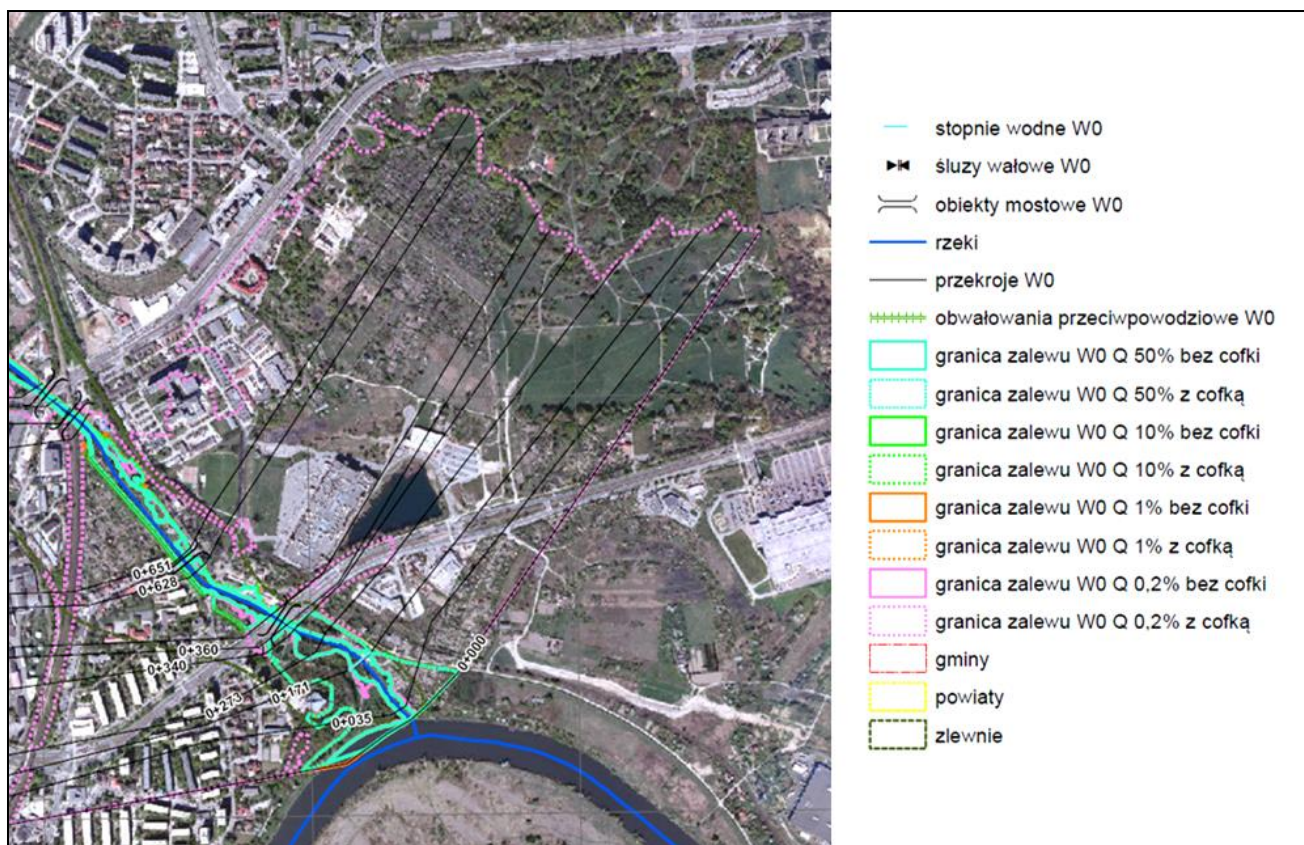 0+651
0+628
0+360
0+340
0+273
0+171
0+035
0+000
stopnie wodne W0
śluzy wałowe W0
obiekty mostowe W0
rzeki
przekroje W0
obwałowania przeciwpowodziowe W0
granica zalewu W0 Q 50% bez cofki
granica zalewu W0 Q 50% z cofką
granica zalewu W0 Q 10% bez cofki
granica zalewu W0 Q 10% z cofką
granica zalewu W0 Q 1% bez cofki
granica zalewu W0 Q 1% z cofką
granica zalewu W0 Q 0,2% bez cofki
granica zalewu W0 Q 0,2% z cofką
gminy
powiaty
zlewnie